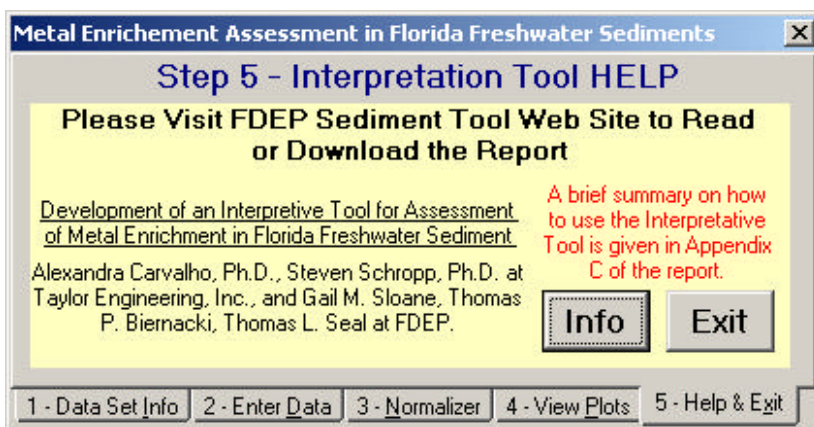 Metal Enrichement Assessment in Florida Freshwater Sediments
Step 5 - Interpretation Tool HELP
Please Visit FDEP Sediment Tool Web Site to Read
or Download the Report
Development of an Interpretive Tool for Assessment
of Metal Enrichment in Florida Freshwater Sediment
Alexandra Carvalho, Ph.D., Steven Schropp, Ph.D. at
Taylor Engineering, Inc., and Gail M. Sloane, Thomas
P. Biernacki, Thomas L. Seal at FDEP.
A brief summary on how
to use the Interpretative
Tool is given in Appendix
C of the report.
Info
Exit
1 - Data Set Info
2 - Enter Data
3 - Normalizer
4 - View Plots
5 - Help & Exit